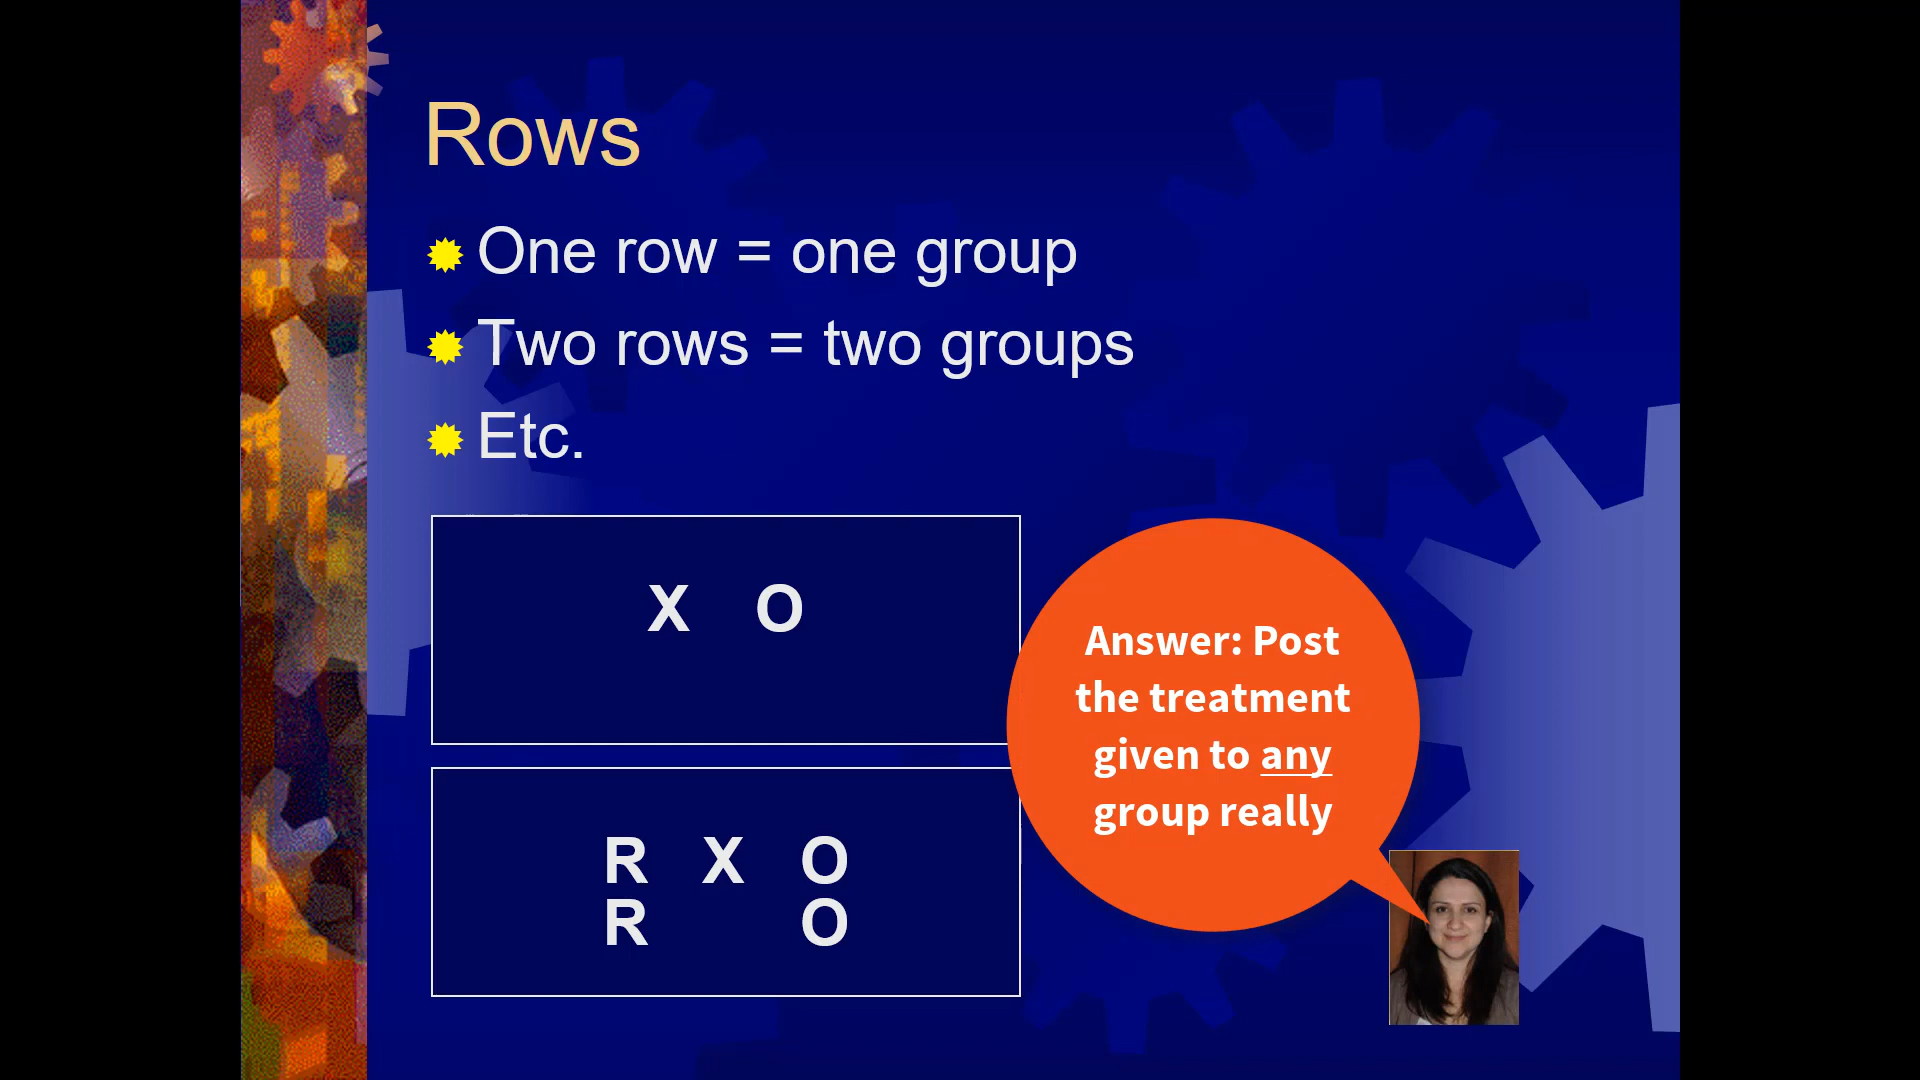 Rows
One row = one group
Two rows = two groups
Etc.
X O
R X O
R O
Answer: Post
the treatment
given to any
group really